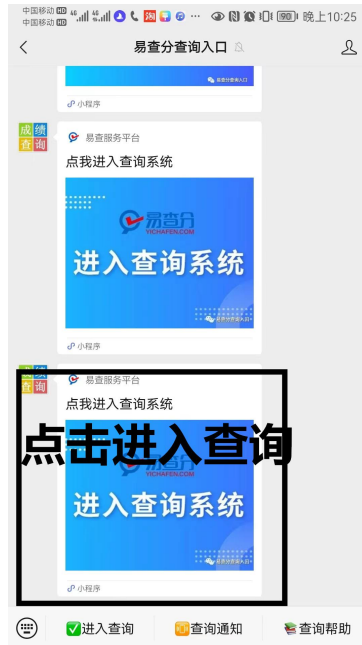 中国移动 HD 4G 4G
中国移动 HD
90 晚上10:25
易查分查询入口
易查分查询入口
小程序
成绩
查询
易查服务平台
点我进入查询系统
易查分
YICHAFEN.COM
进入查询系统
易查分查询入口
小程序
查询
易查服务平台
点我进入查询系统
点击进入查询
易查分
YICHAFEN.COM
进入查询系统
易查分查询入口
小程序
进入查询
查询通知
查询帮助